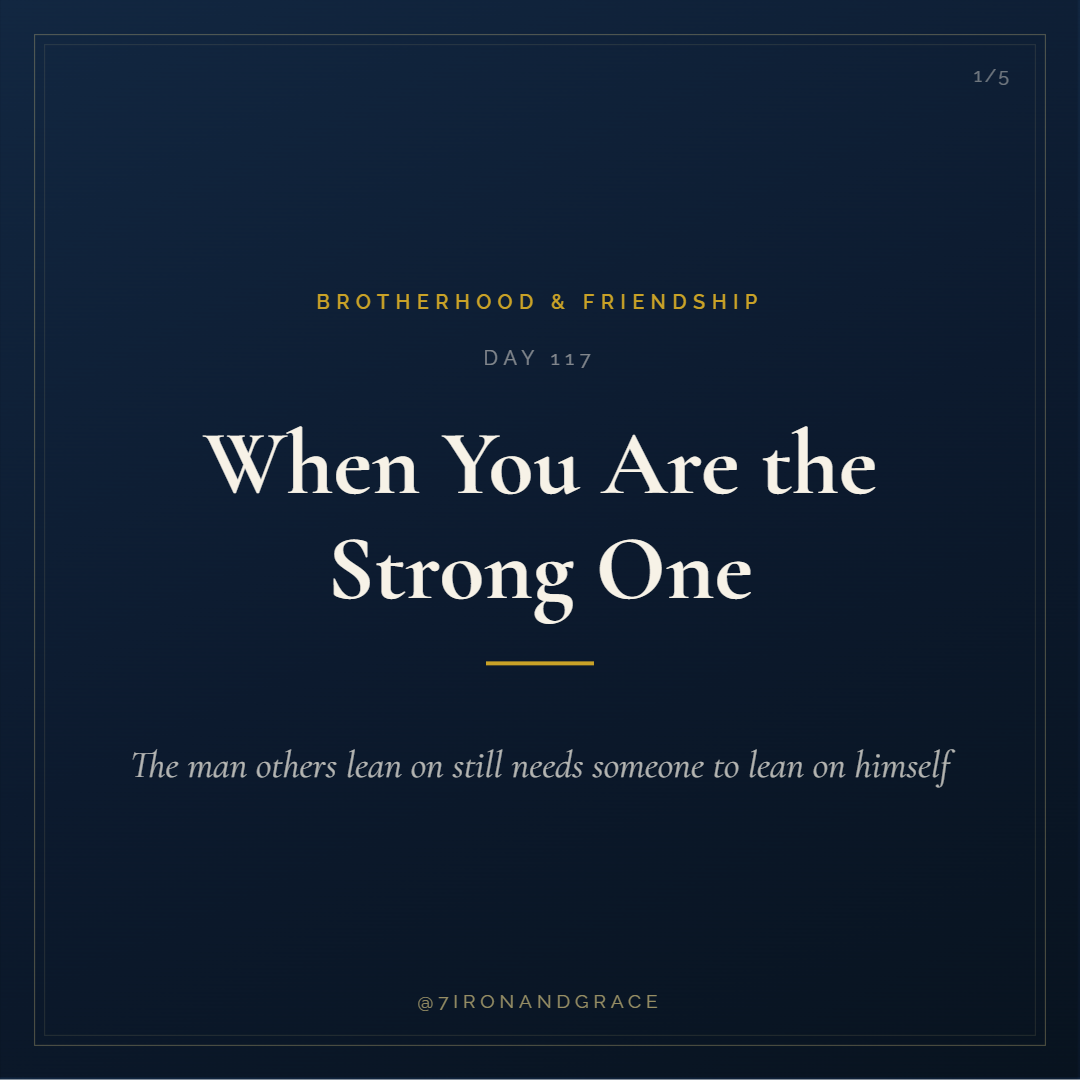 1/5
BROTHERHOOD & FRIENDSHIP
DAY 117
When You Are the
Strong One
The man others lean on still needs someone to lean on himself
@7IRONANDGRACE